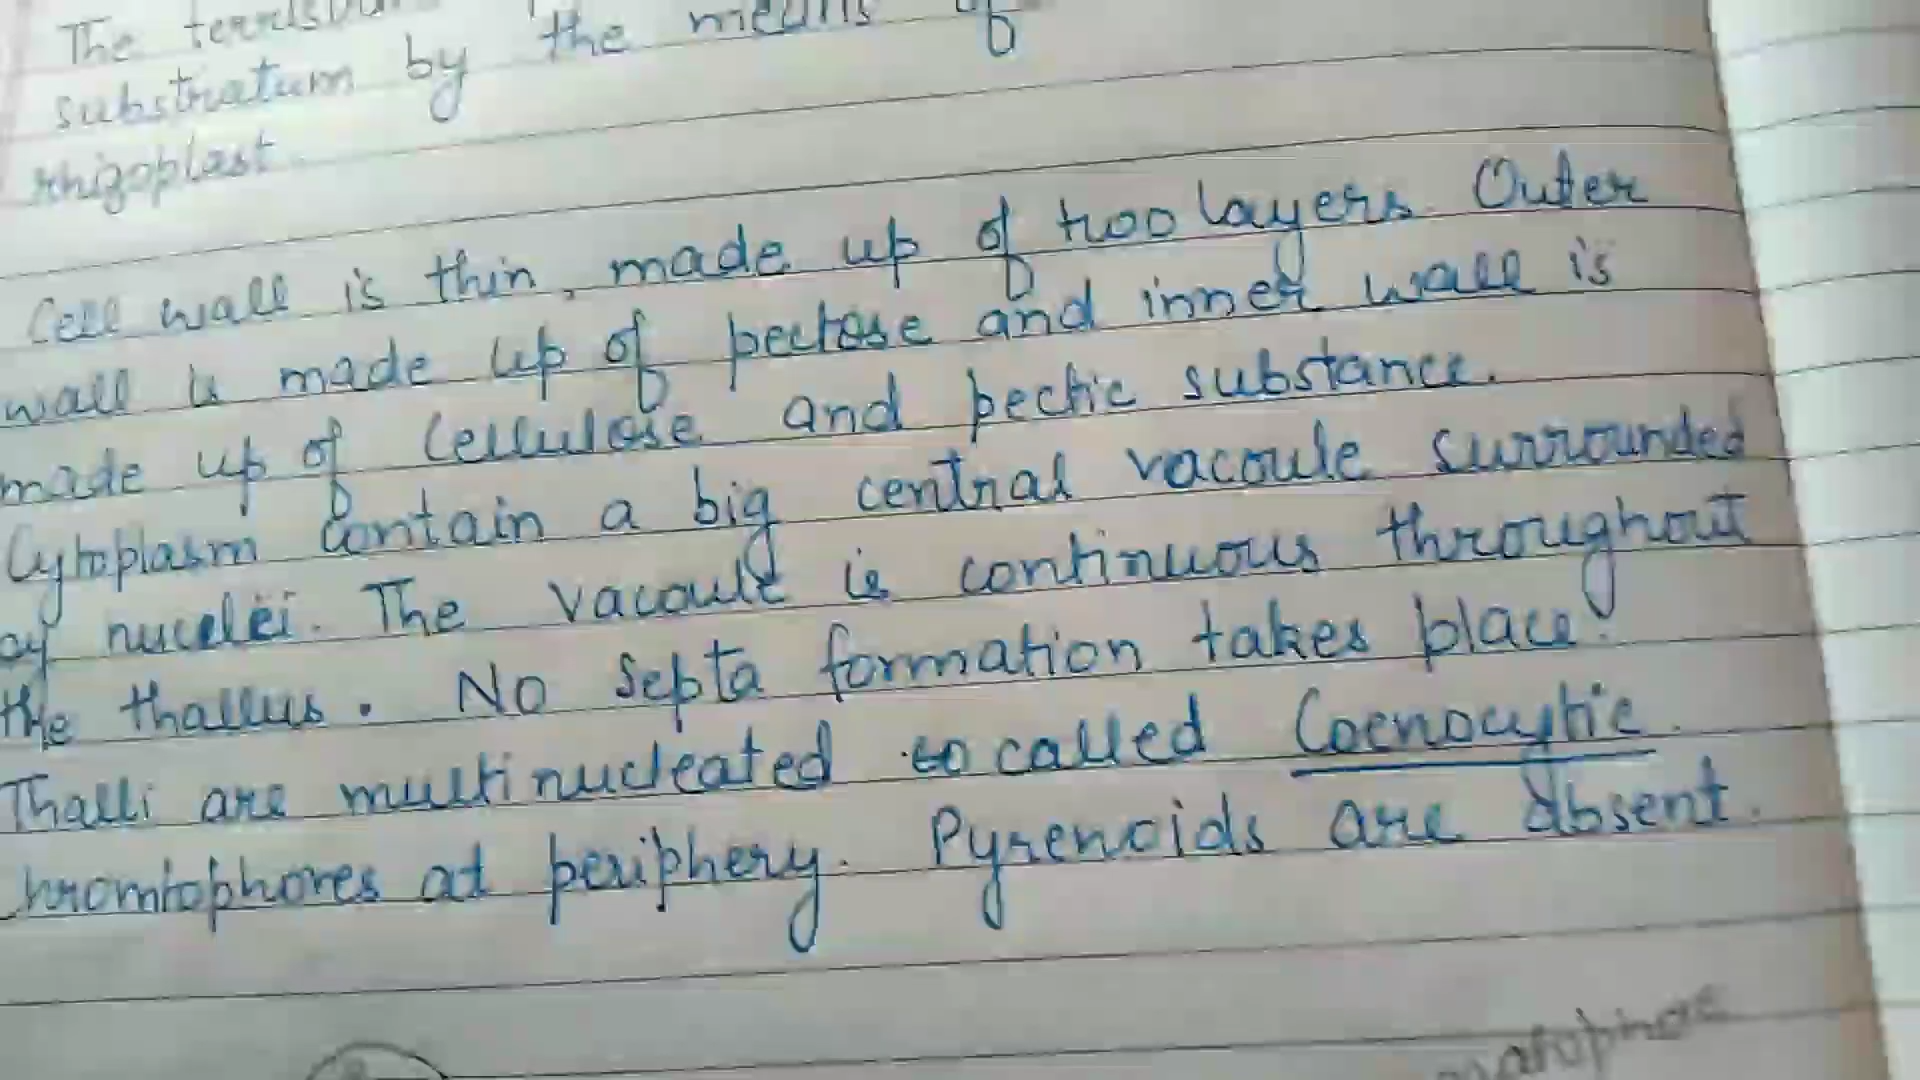 The
substratum by the means of
rhizoplast
Cell wall is thin, made up of two layers. Outer
wall is made up of pectose and inner wall is
made up of cellulose and pectic substance.
Cytoplasm contain a big central vacoule surrounded
by nucelei. The vacoule is continuous throughout
the thallus. No septa formation takes place.
Thalli are multinucleated so called Coenocytic.
hromtophores at periphery. Pyrenoids are absent.